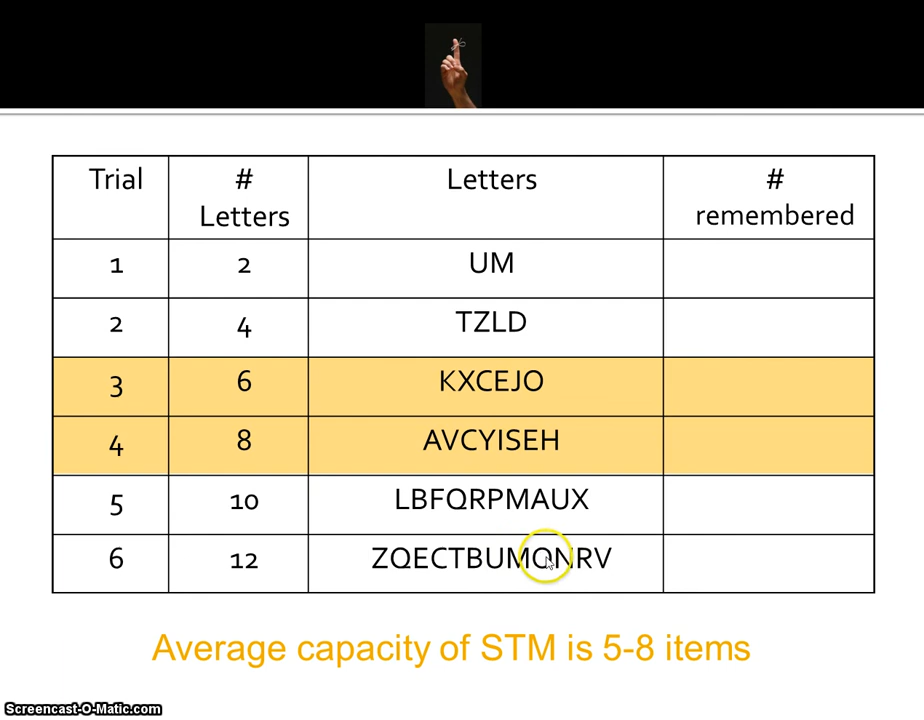 Trial # Letters #
Letters remembered
1 2 UM
2 4 TZLD
3 6 KXCEJO
4 8 AVCYISEH
5 10 LBFQRPMAUX
6 12 ZQECTBUMONRV
Average capacity of STM is 5-8 items
Screencast-O-Matic.com